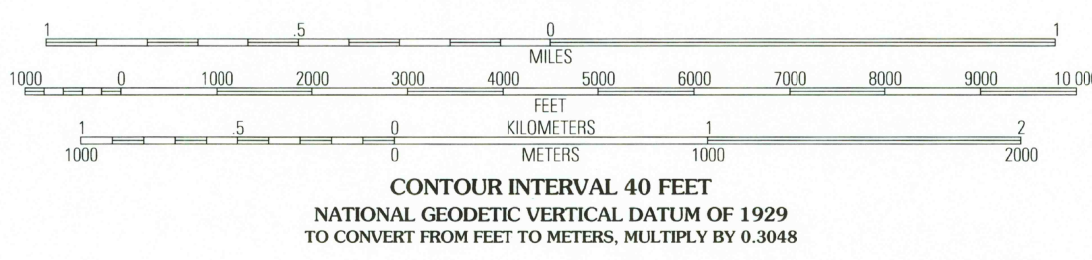 1 .5 0 1
MILES
1000 0 1000 2000 3000 4000 5000 6000 7000 8000 9000 10 00
FEET
1 .5 0 KILOMETERS 1 2
1000 0 METERS 1000 2000
CONTOUR INTERVAL 40 FEET
NATIONAL GEODETIC VERTICAL DATUM OF 1929
TO CONVERT FROM FEET TO METERS, MULTIPLY BY 0.3048